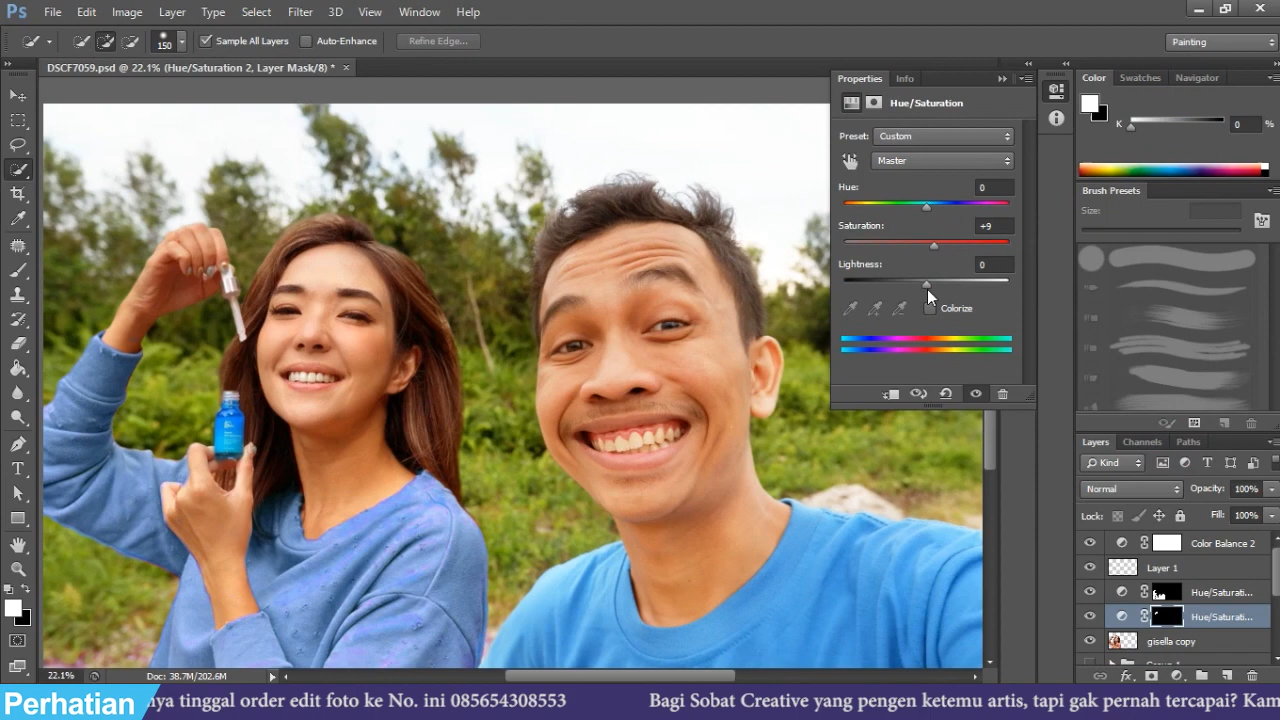 Ps File Edit Image Layer Type Select Filter 3D View Window Help
150 Sample All Layers Auto-Enhance Refine Edge... Painting
DSCF7059.psd @ 22.1% (Hue/Saturation 2, Layer Mask/8) * ×
Properties Info
Hue/Saturation
Preset: Custom
Master
Hue: 0
Saturation: +9
Lightness: 0
Colorize
Color Swatches Navigator
K 0 %
Brush Presets
Size:
Layers Channels Paths
Kind
Normal Opacity: 100%
Lock: Fill: 100%
Color Balance 2
Layer 1
Hue/Saturati...
Hue/Saturati...
gisella copy
22.1% Doc: 38.7M/202.6M
Perhatian nya tinggal order edit foto ke No. ini 085654308553 Bagi Sobat Creative yang pengen ketemu artis, tapi gak pernah tercapai? Kam